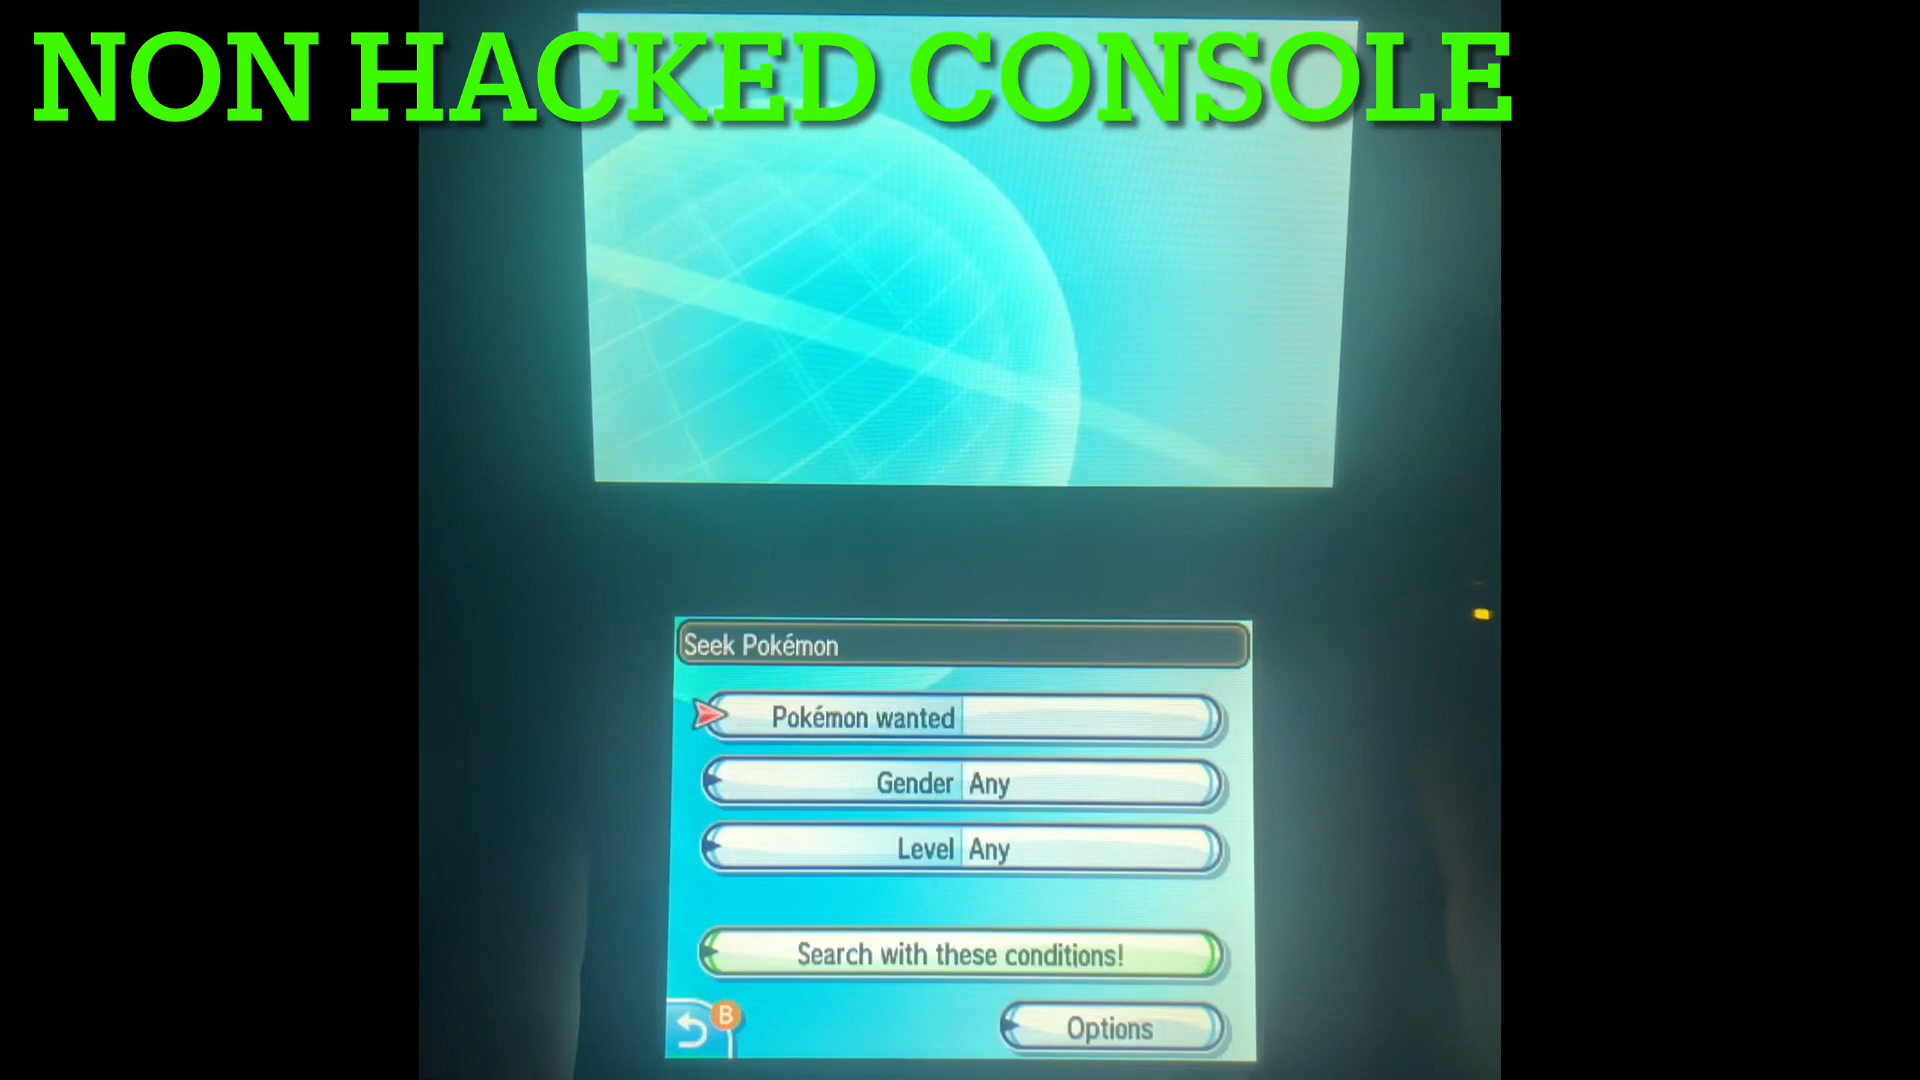 NON HACKED CONSOLE
Seek Pokémon
Pokémon wanted
Gender Any
Level Any
Search with these conditions!
B
Options